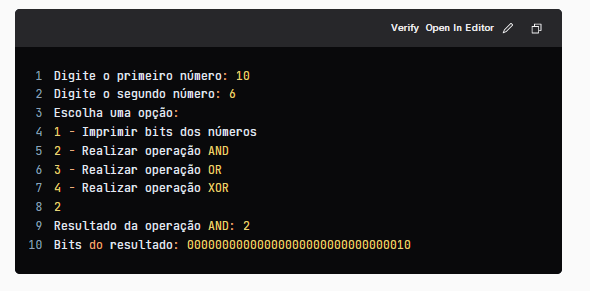 Verify Open In Editor
1 Digite o primeiro número: 10
2 Digite o segundo número: 6
3 Escolha uma opção:
4 1 - Imprimir bits dos números
5 2 - Realizar operação AND
6 3 - Realizar operação OR
7 4 - Realizar operação XOR
8 2
9 Resultado da operação AND: 2
10 Bits do resultado: 00000000000000000000000000000010